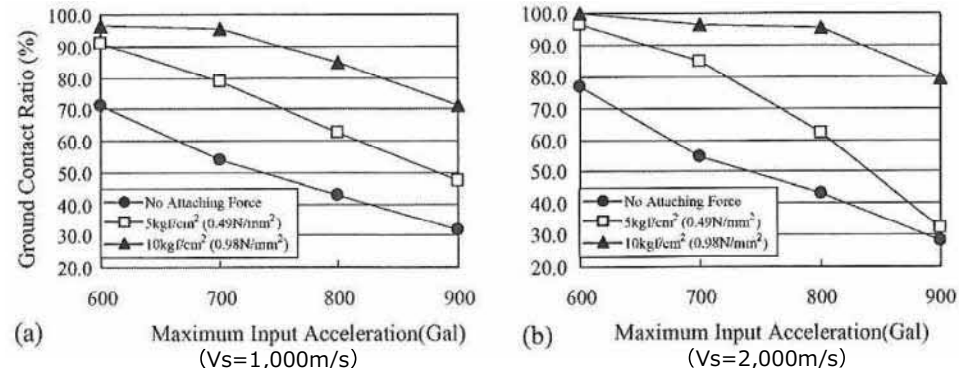 Ground Contact Ratio (%)
100.0
90.0
80.0
70.0
60.0
50.0
40.0
30.0
20.0
No Attaching Force
5kgf/cm² (0.49N/mm²)
10kgf/cm² (0.98N/mm²)
600 700 800 900
(a) Maximum Input Acceleration(Gal)
(Vs=1,000m/s)
100.0
90.0
80.0
70.0
60.0
50.0
40.0
30.0
20.0
No Attaching Force
5kgf/cm² (0.49N/mm²)
10kgf/cm² (0.98N/mm²)
600 700 800 900
(b) Maximum Input Acceleration(Gal)
(Vs=2,000m/s)